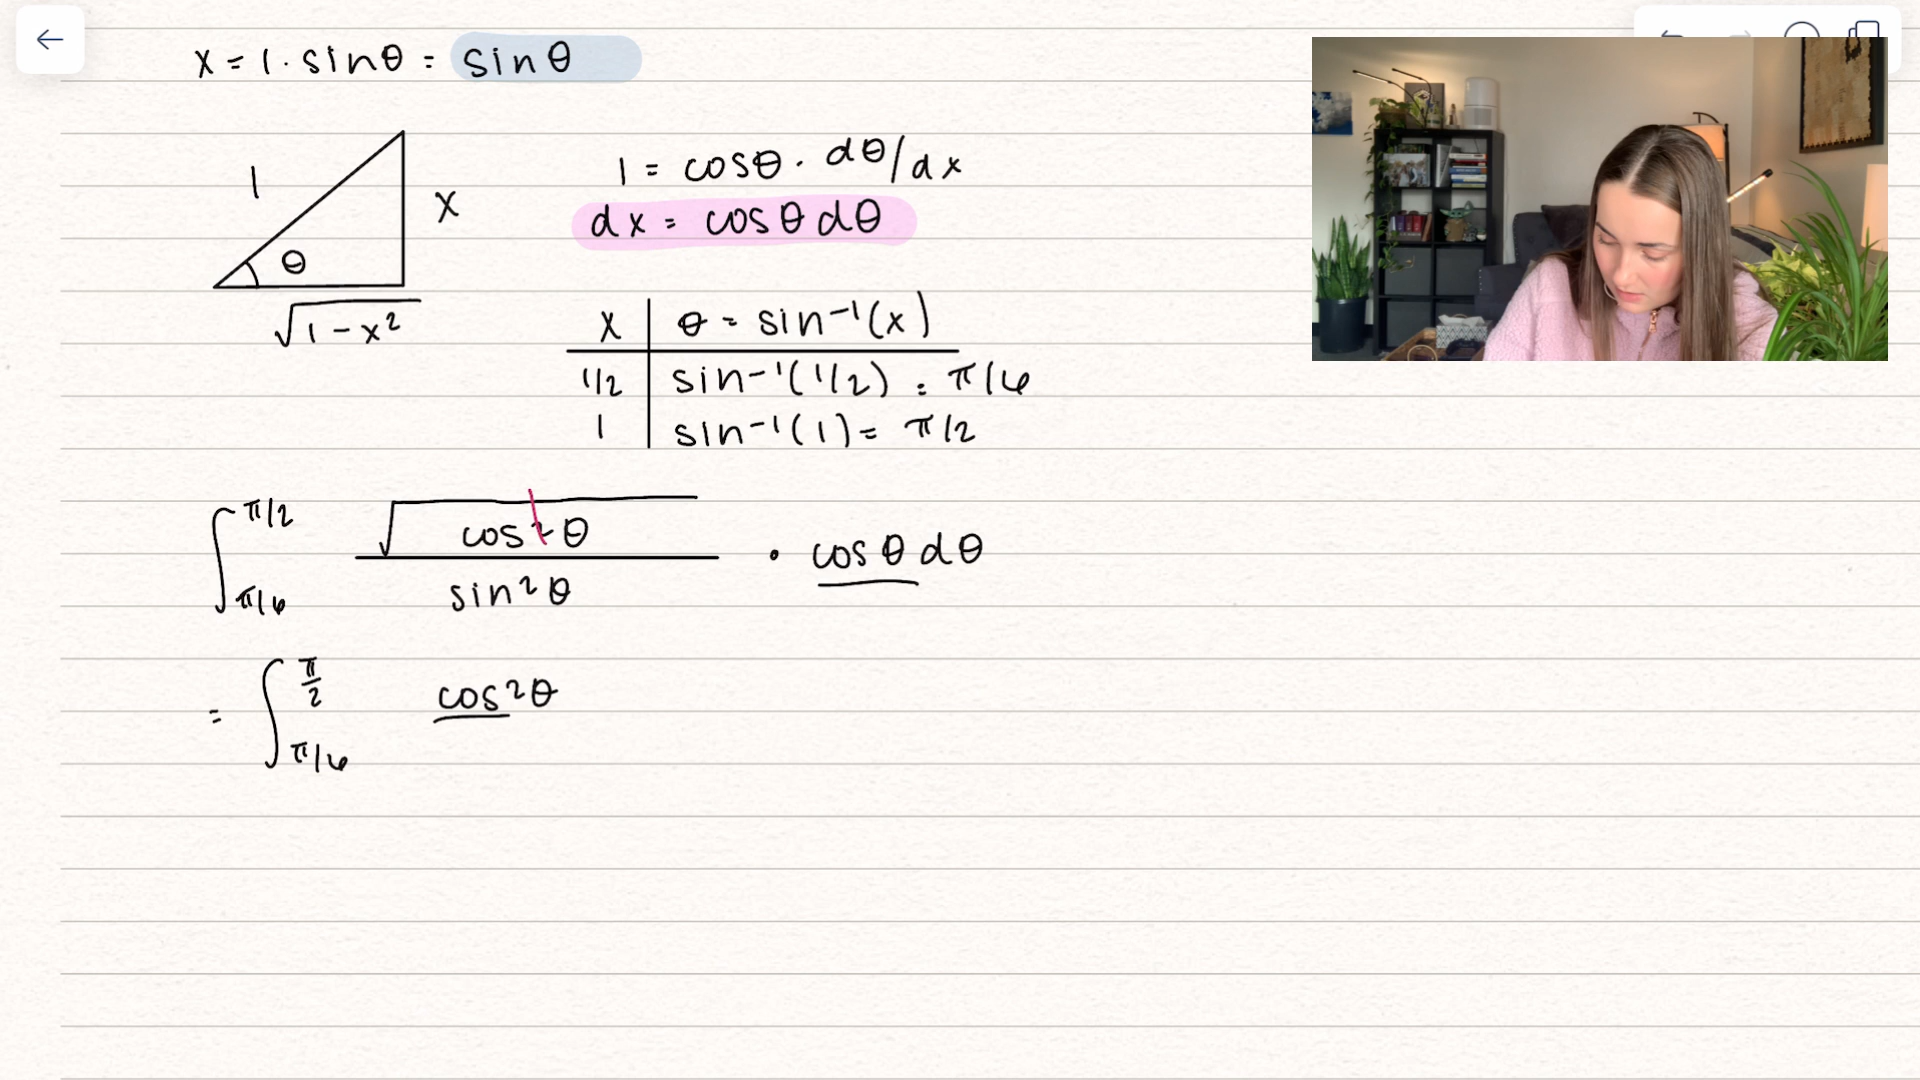 x = 1 · sinθ = sinθ
1
x
θ
√1 - x²
1 = cosθ · dθ/dx
dx = cosθ dθ
x | θ = sin⁻¹(x)
1/2 | sin⁻¹(1/2) = π/6
1 | sin⁻¹(1) = π/2
∫ π/2 π/6 √cos²θ / sin²θ · cosθ dθ
= ∫ π/2 π/6 cos²θ